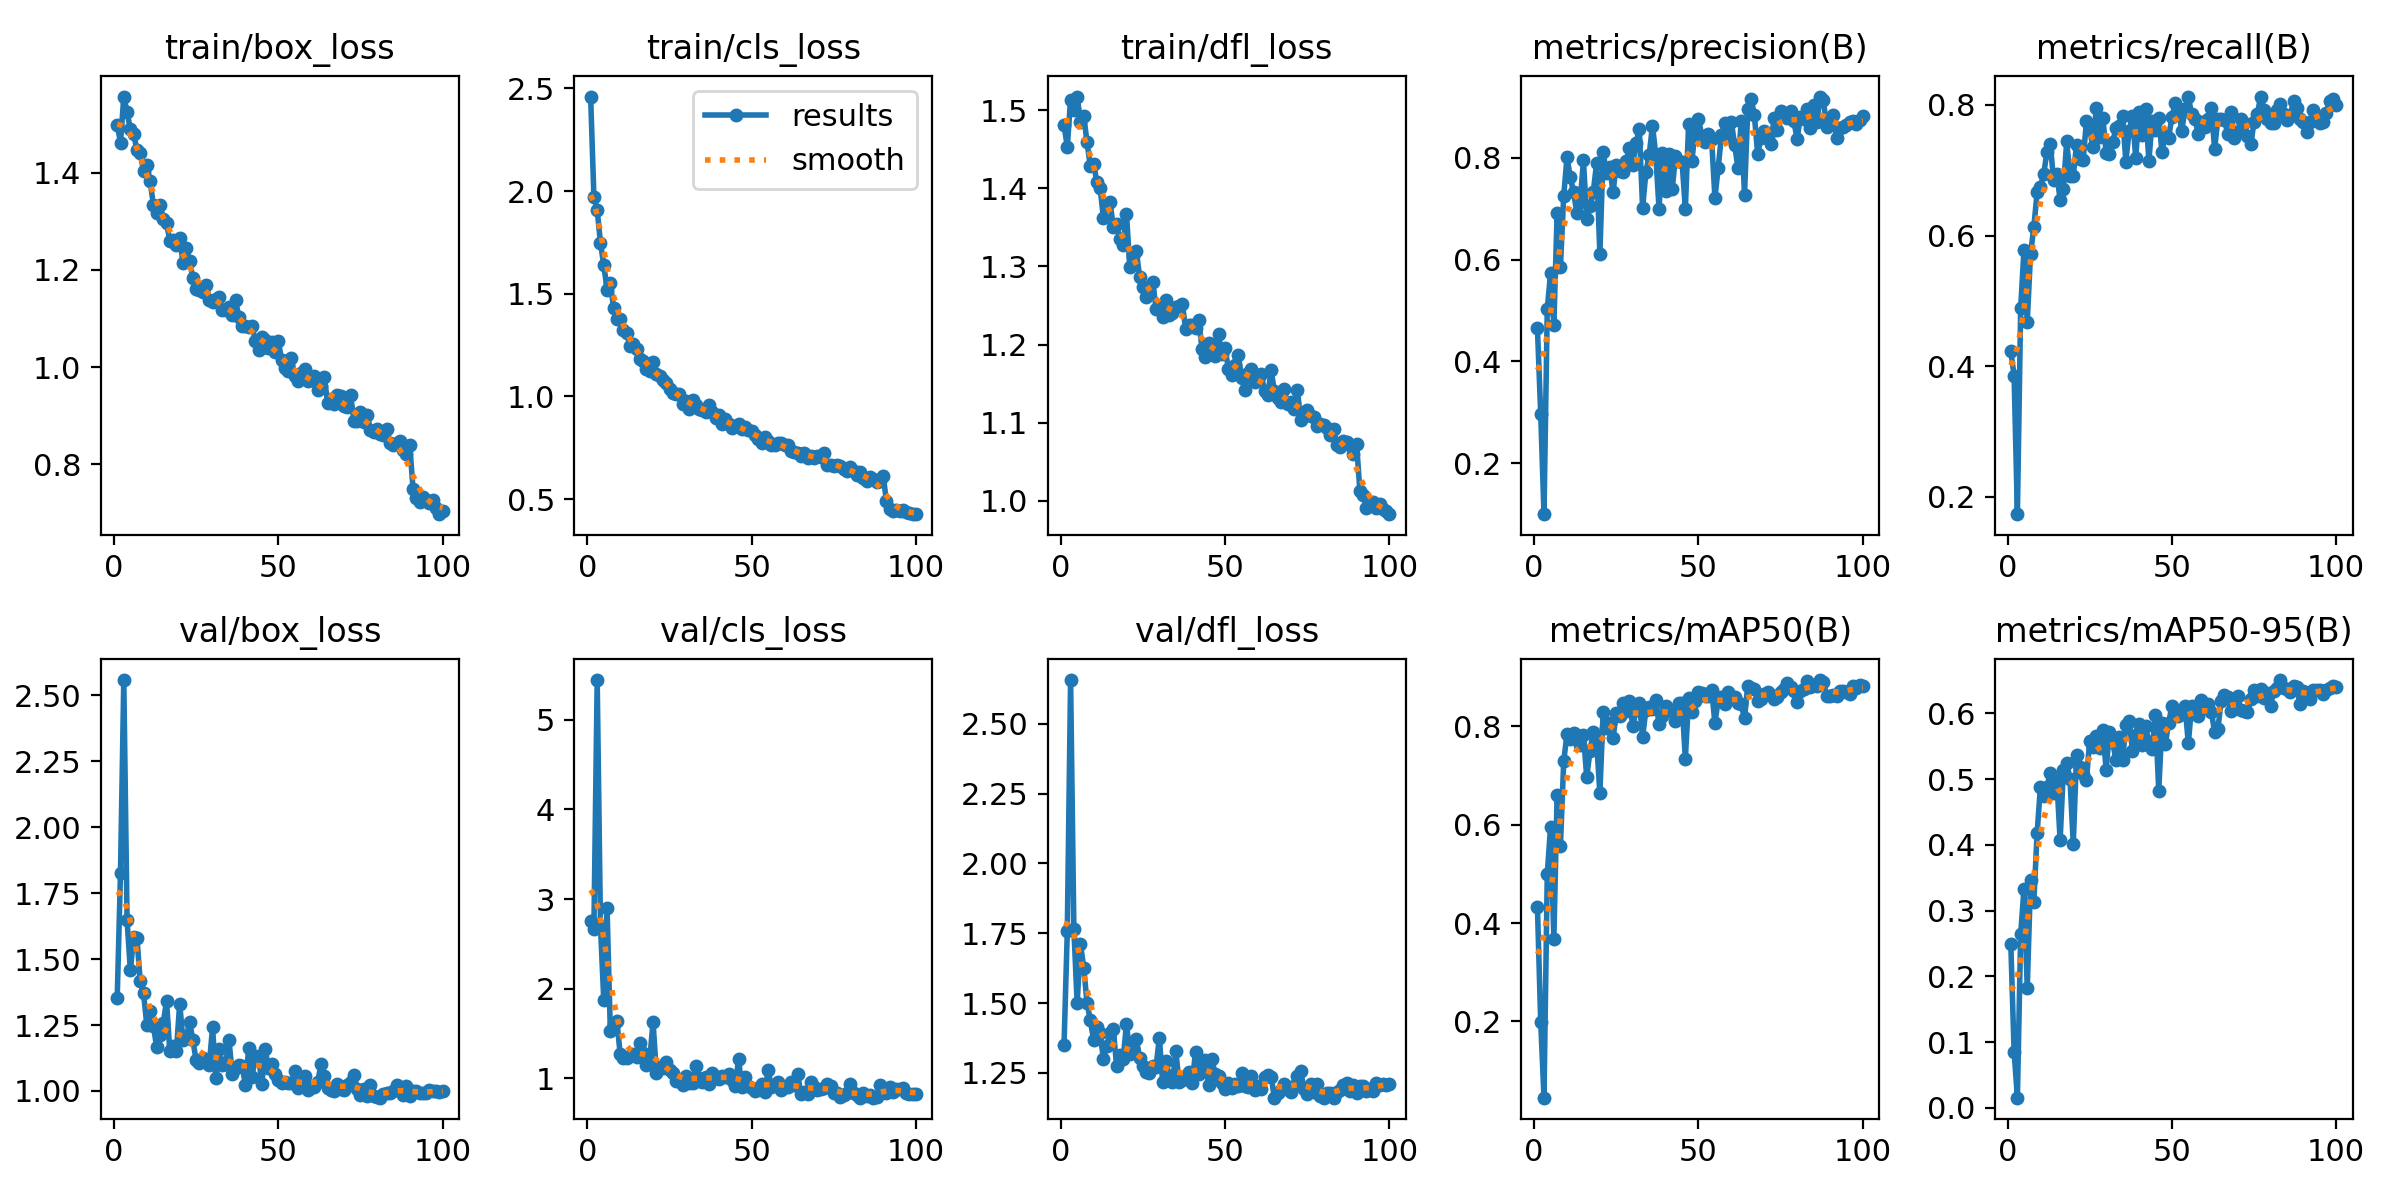 train/box_loss
train/cls_loss
train/dfl_loss
metrics/precision(B)
metrics/recall(B)
1.4
1.2
1.0
0.8
0 50 100
2.5
2.0
1.5
1.0
0.5
results
smooth
0 50 100
1.5
1.4
1.3
1.2
1.1
1.0
0 50 100
0.8
0.6
0.4
0.2
0 50 100
0.8
0.6
0.4
0.2
0 50 100
val/box_loss
val/cls_loss
val/dfl_loss
metrics/mAP50(B)
metrics/mAP50-95(B)
2.50
2.25
2.00
1.75
1.50
1.25
1.00
0 50 100
5
4
3
2
1
0 50 100
2.50
2.25
2.00
1.75
1.50
1.25
0 50 100
0.8
0.6
0.4
0.2
0 50 100
0.6
0.5
0.4
0.3
0.2
0.1
0.0
0 50 100